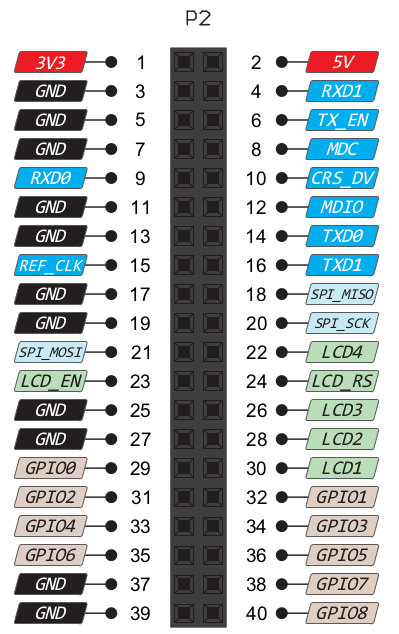 P2
3V3 1 2 5V
GND 3 4 RXD1
GND 5 6 TX_EN
GND 7 8 MDC
RXD0 9 10 CRS_DV
GND 11 12 MDIO
GND 13 14 TXD0
REF_CLK 15 16 TXD1
GND 17 18 SPI_MISO
GND 19 20 SPI_SCK
SPI_MOSI 21 22 LCD4
LCD_EN 23 24 LCD_RS
GND 25 26 LCD3
GND 27 28 LCD2
GPIO0 29 30 LCD1
GPIO2 31 32 GPIO1
GPIO4 33 34 GPIO3
GPIO6 35 36 GPIO5
GND 37 38 GPIO7
GND 39 40 GPIO8